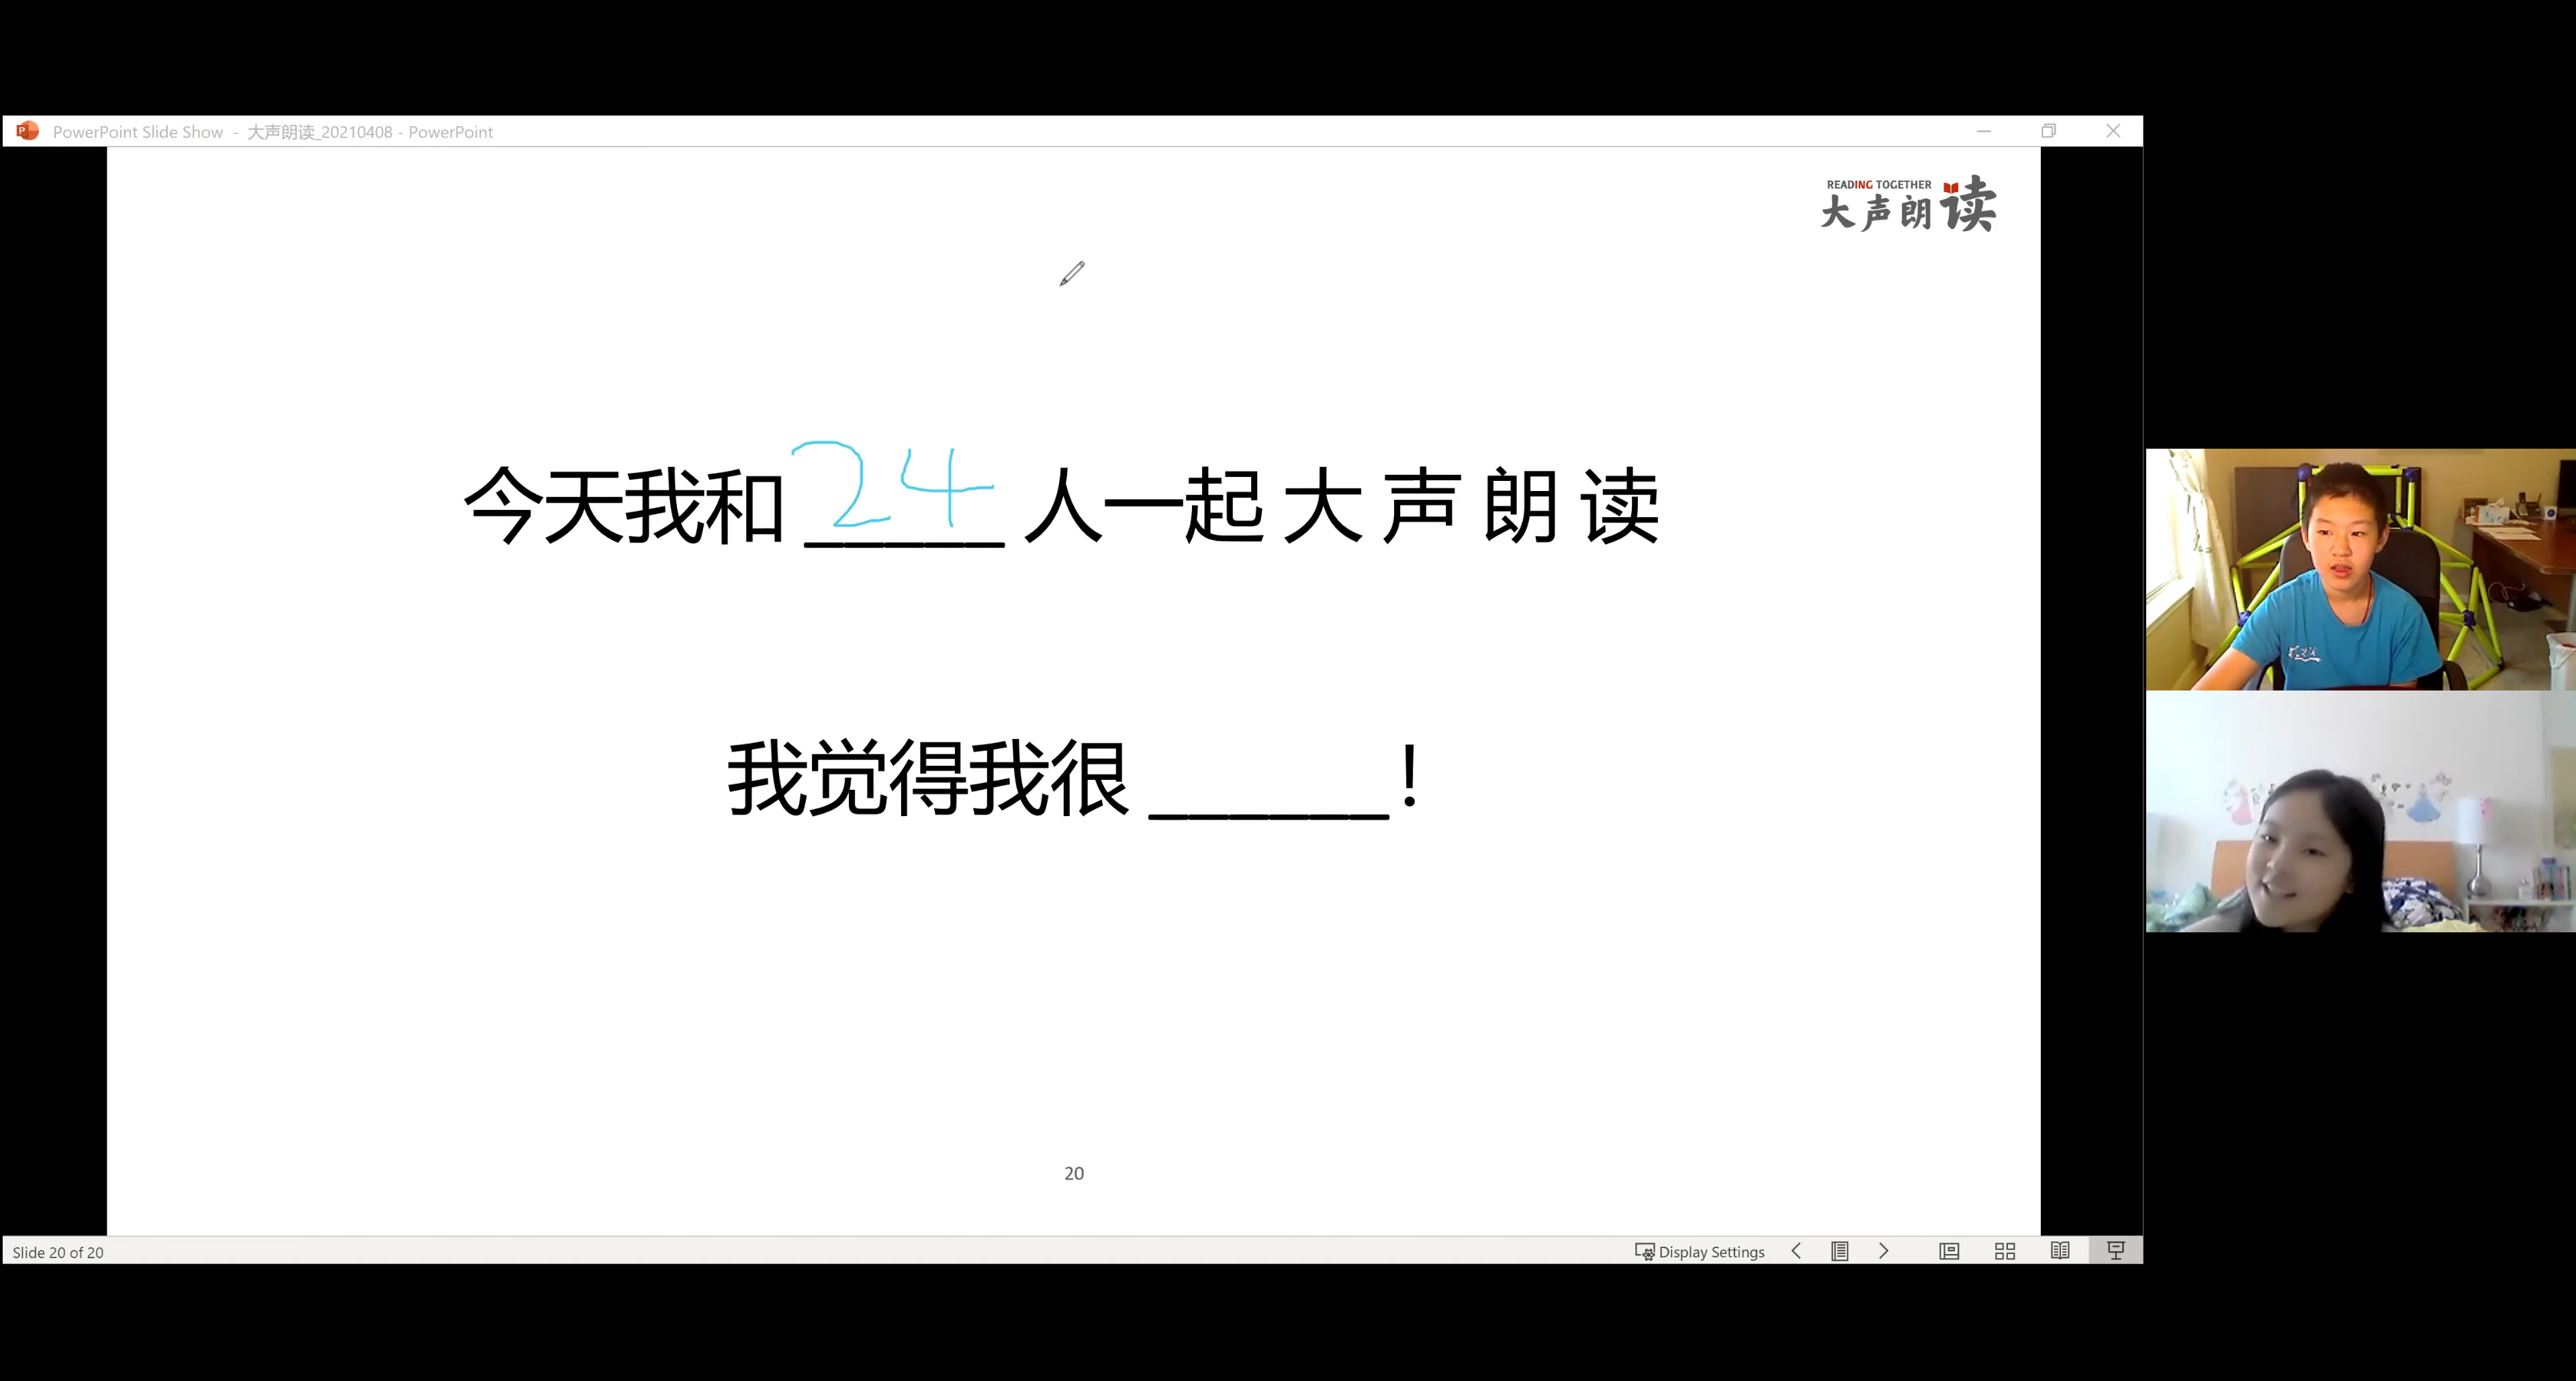 PowerPoint Slide Show - 大声朗读_20210408 - PowerPoint
READING TOGETHER
大声朗读
今天我和 24 人一起 大 声 朗 读
我觉得我很 ______！
20
Slide 20 of 20
Display Settings